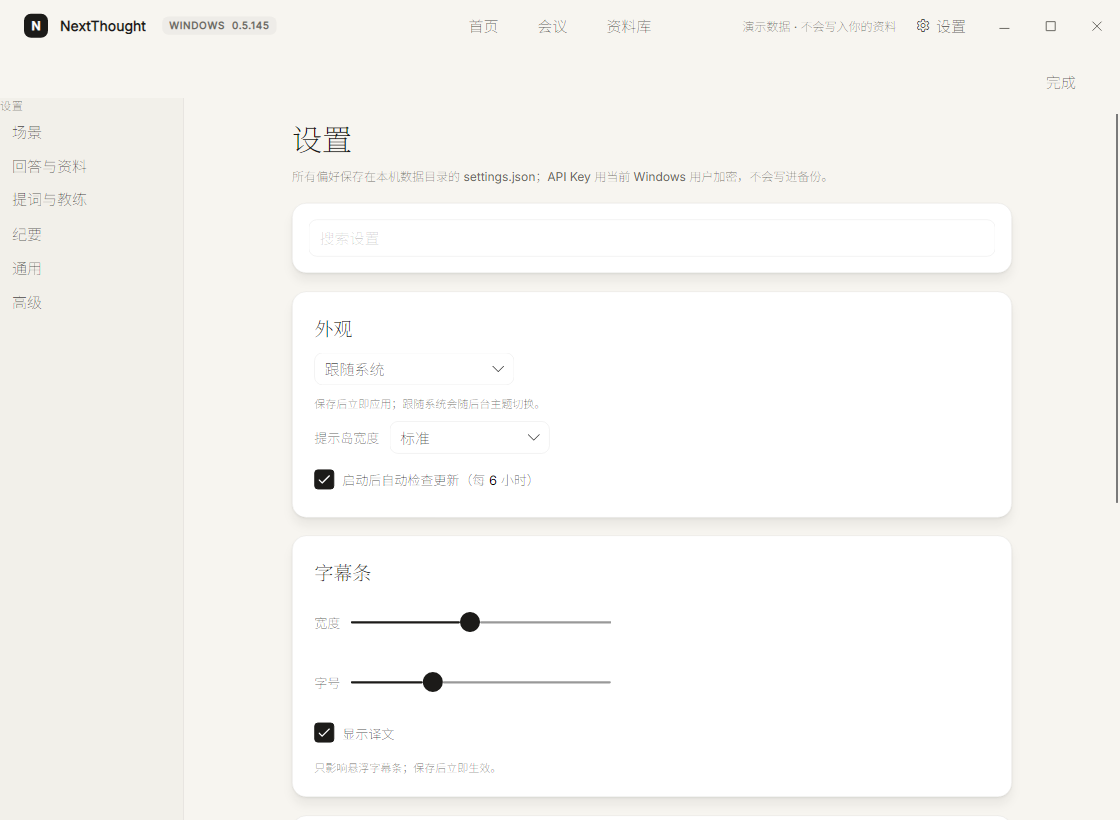 N NextThought WINDOWS 0.5.145 首页 会议 资料库 演示数据 · 不会写入你的资料 设置
完成
设置
场景
回答与资料
提词与教练
纪要
通用
高级
设置
所有偏好保存在本机数据目录的 settings.json；API Key 用当前 Windows 用户加密，不会写进备份。
搜索设置
外观
跟随系统
保存后立即应用；跟随系统会随后台主题切换。
提示岛宽度 标准
启动后自动检查更新（每 6 小时）
字幕条
宽度
字号
显示译文
只影响悬浮字幕条；保存后立即生效。